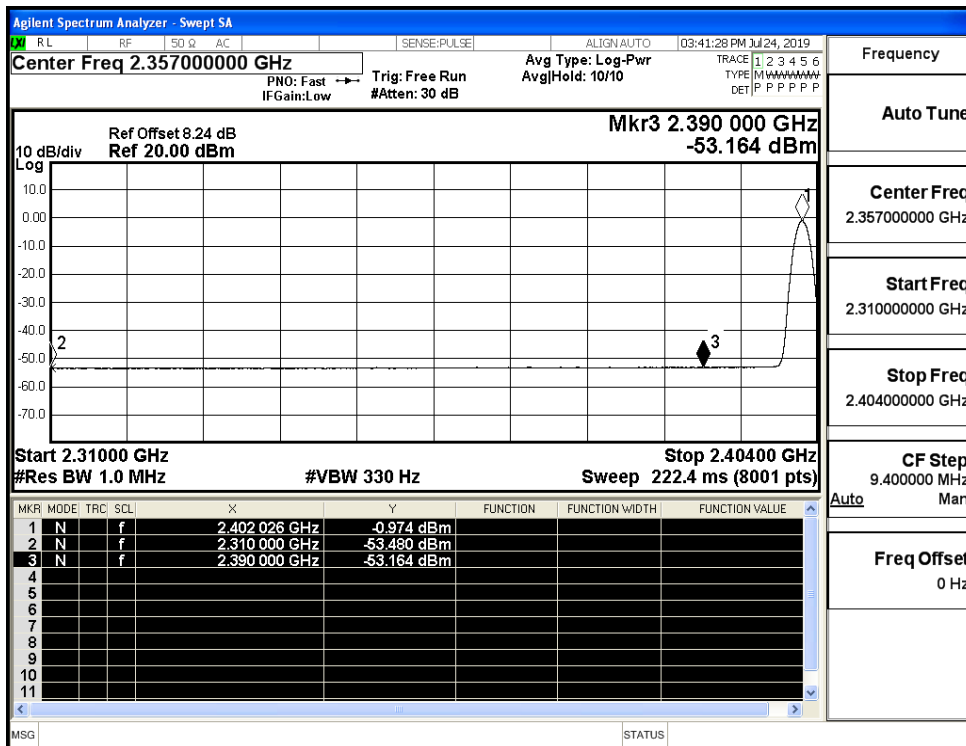 Agilent Spectrum Analyzer - Swept SA
LXI RL RF 50 Ω AC SENSE:PULSE ALIGNAUTO 03:41:28 PM Jul 24, 2019
Center Freq 2.357000000 GHz
PNO: Fast
IFGain:Low
Trig: Free Run
#Atten: 30 dB
Avg Type: Log-Pwr
Avg|Hold: 10/10
TRACE 1 2 3 4 5 6
TYPE M WWWWW
DET P P P P P P
Ref Offset 8.24 dB
Ref 20.00 dBm
10 dB/div
Log
Mkr3 2.390 000 GHz
-53.164 dBm
10.0
0.00
-10.0
-20.0
-30.0
-40.0
-50.0
-60.0
-70.0
1
2
3
Start 2.31000 GHz
Stop 2.40400 GHz
#Res BW 1.0 MHz
#VBW 330 Hz
Sweep 222.4 ms (8001 pts)
MKR MODE TRC SCL X Y FUNCTION FUNCTION WIDTH FUNCTION VALUE
1 N f 2.402 026 GHz -0.974 dBm
2 N f 2.310 000 GHz -53.480 dBm
3 N f 2.390 000 GHz -53.164 dBm
4
5
6
7
8
9
10
11
MSG
STATUS
Frequency
Auto Tune
Center Freq
2.357000000 GHz
Start Freq
2.310000000 GHz
Stop Freq
2.404000000 GHz
CF Step
9.400000 MHz
Auto Man
Freq Offset
0 Hz